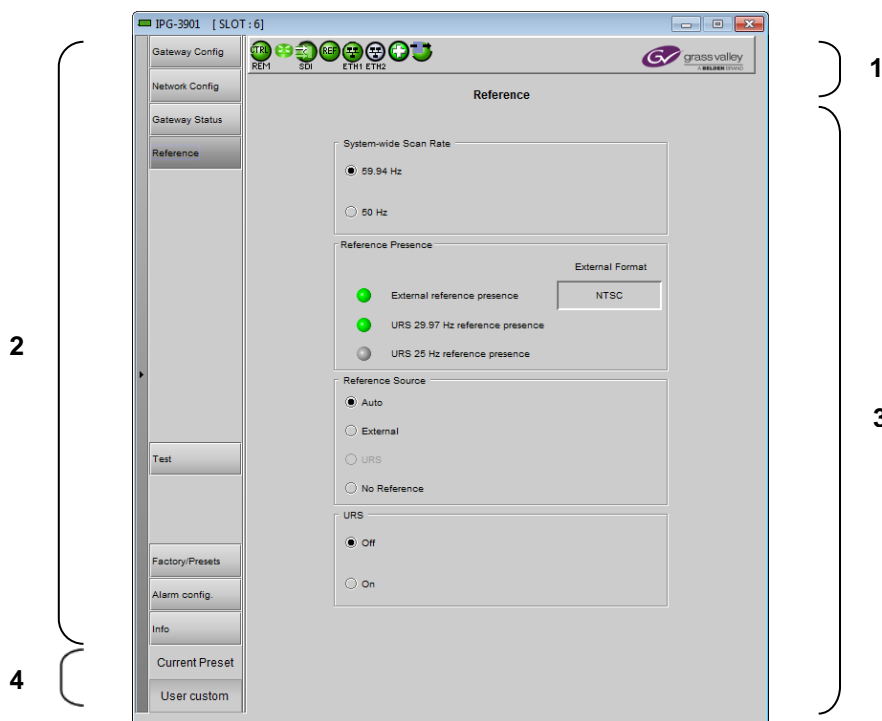 IPG-3901 [ SLOT : 6]
Gateway Config
Network Config
Gateway Status
Reference
Test
Factory/Presets
Alarm config.
Info
Current Preset
User custom
CTRL
REM
SDI
REF
ETH1 ETH2
GV grass valley
A BELDEN BRAND
Reference
System-wide Scan Rate
59.94 Hz
50 Hz
Reference Presence
External Format
External reference presence
NTSC
URS 29.97 Hz reference presence
URS 25 Hz reference presence
Reference Source
Auto
External
URS
No Reference
URS
Off
On
1
2
3
4